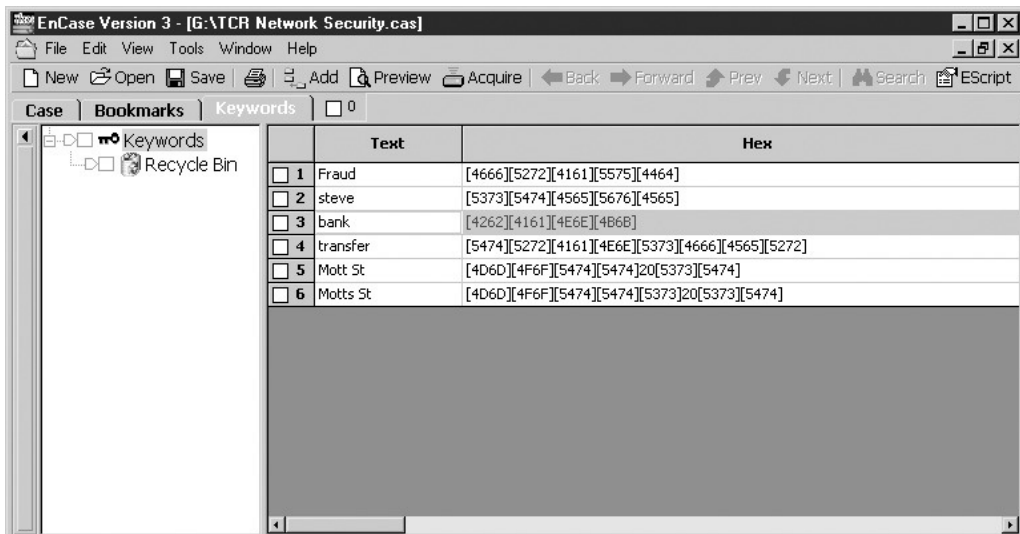 EnCase Version 3 - [G:\TCR Network Security.cas]
File Edit View Tools Window Help
New Open Save Add Preview Acquire Back Forward Prev Next Search EScript
Case Bookmarks Keywords 0
Keywords
Recycle Bin
Text Hex
1 Fraud [4666][5272][4161][5575][4464]
2 steve [5373][5474][4565][5676][4565]
3 bank [4262][4161][4E6E][4B6B]
4 transfer [5474][5272][4161][4E6E][5373][4666][4565][5272]
5 Mott St [4D6D][4F6F][5474][5474]20[5373][5474]
6 Motts St [4D6D][4F6F][5474][5474][5373]20[5373][5474]